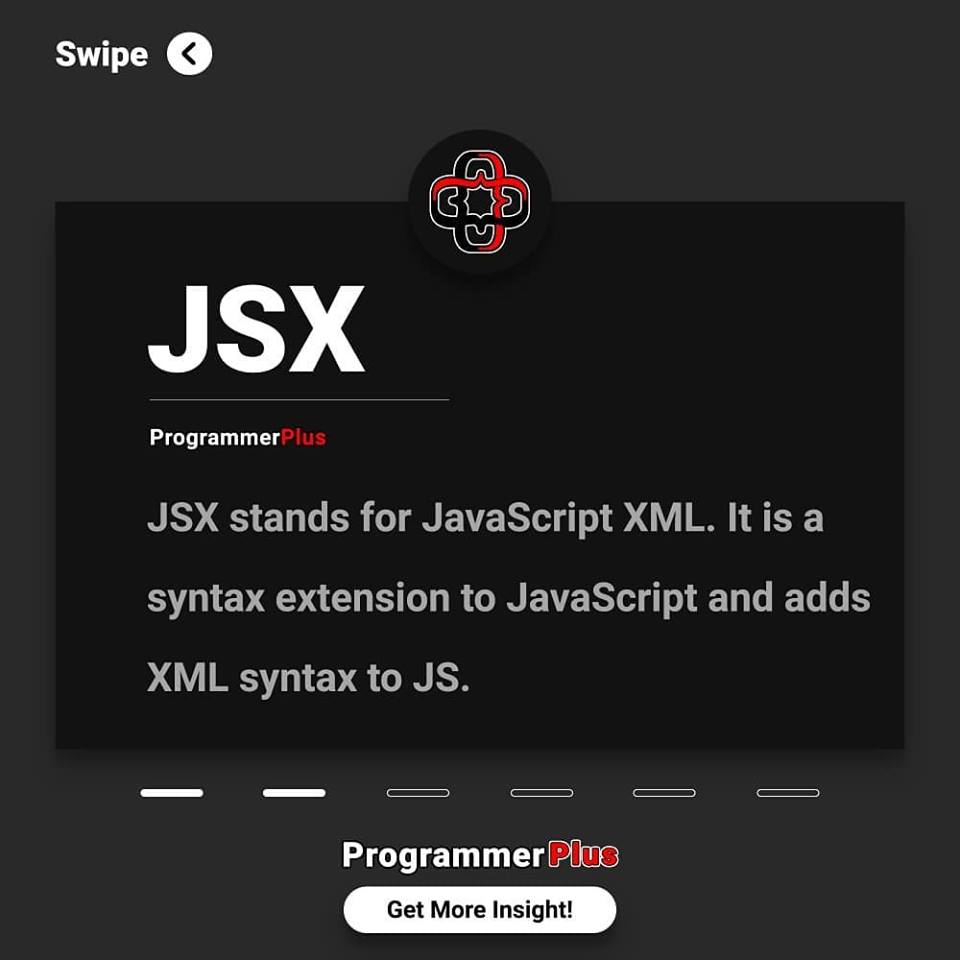 Swipe
JSX
ProgrammerPlus
JSX stands for JavaScript XML. It is a
syntax extension to JavaScript and adds
XML syntax to JS.
ProgrammerPlus
Get More Insight!